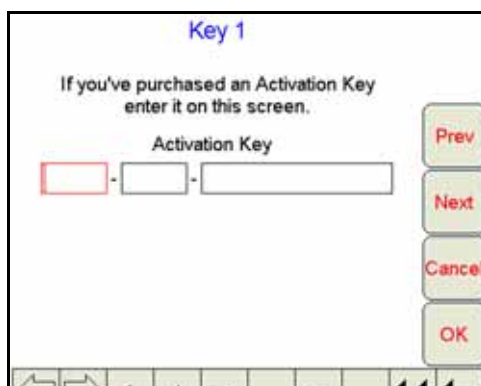 Key 1
If you've purchased an Activation Key
enter it on this screen.
Activation Key
- -
Prev
Next
Cancel
OK